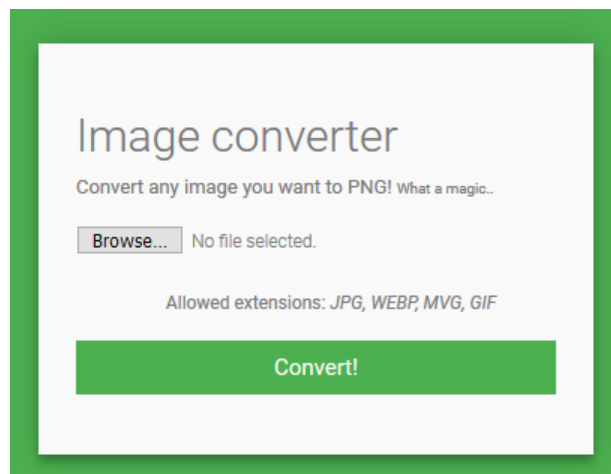 Image converter
Convert any image you want to PNG! What a magic..
Browse... No file selected.
Allowed extensions: JPG, WEBP, MVG, GIF
Convert!